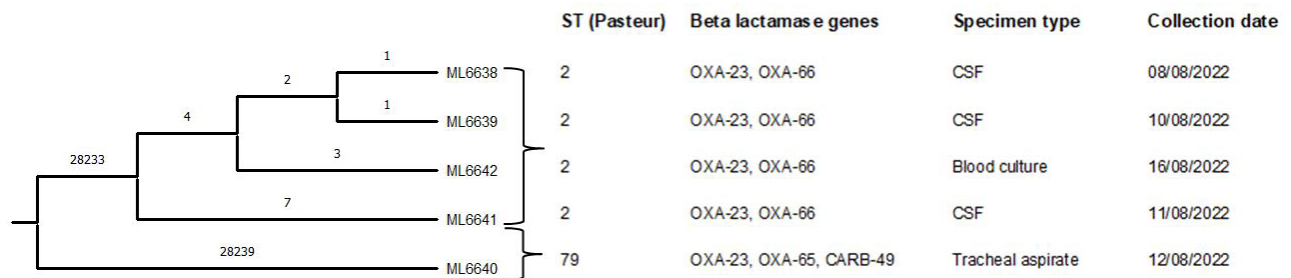 ST (Pasteur) Beta lactamase genes Specimen type Collection date
1
ML6638 2 OXA-23, OXA-66 CSF 08/08/2022
2
1
ML6639 2 OXA-23, OXA-66 CSF 10/08/2022
4
3
ML6642 2 OXA-23, OXA-66 Blood culture 16/08/2022
28233
7
ML6641 2 OXA-23, OXA-66 CSF 11/08/2022
28239
ML6640 79 OXA-23, OXA-65, CARB-49 Tracheal aspirate 12/08/2022